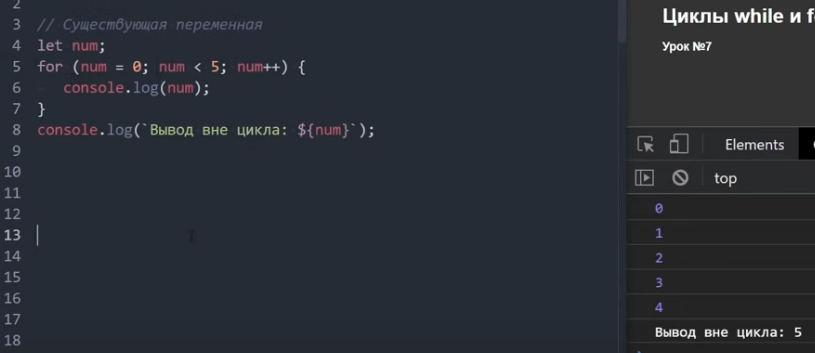 2
3 // Существующая переменная
4 let num;
5 for (num = 0; num < 5; num++) {
6 console.log(num);
7 }
8 console.log(`Вывод вне цикла: ${num}`);
9
10
11
12
13
14
15
16
17
18
Циклы while и
Урок №7
Elements
top
0
1
2
3
4
Вывод вне цикла: 5